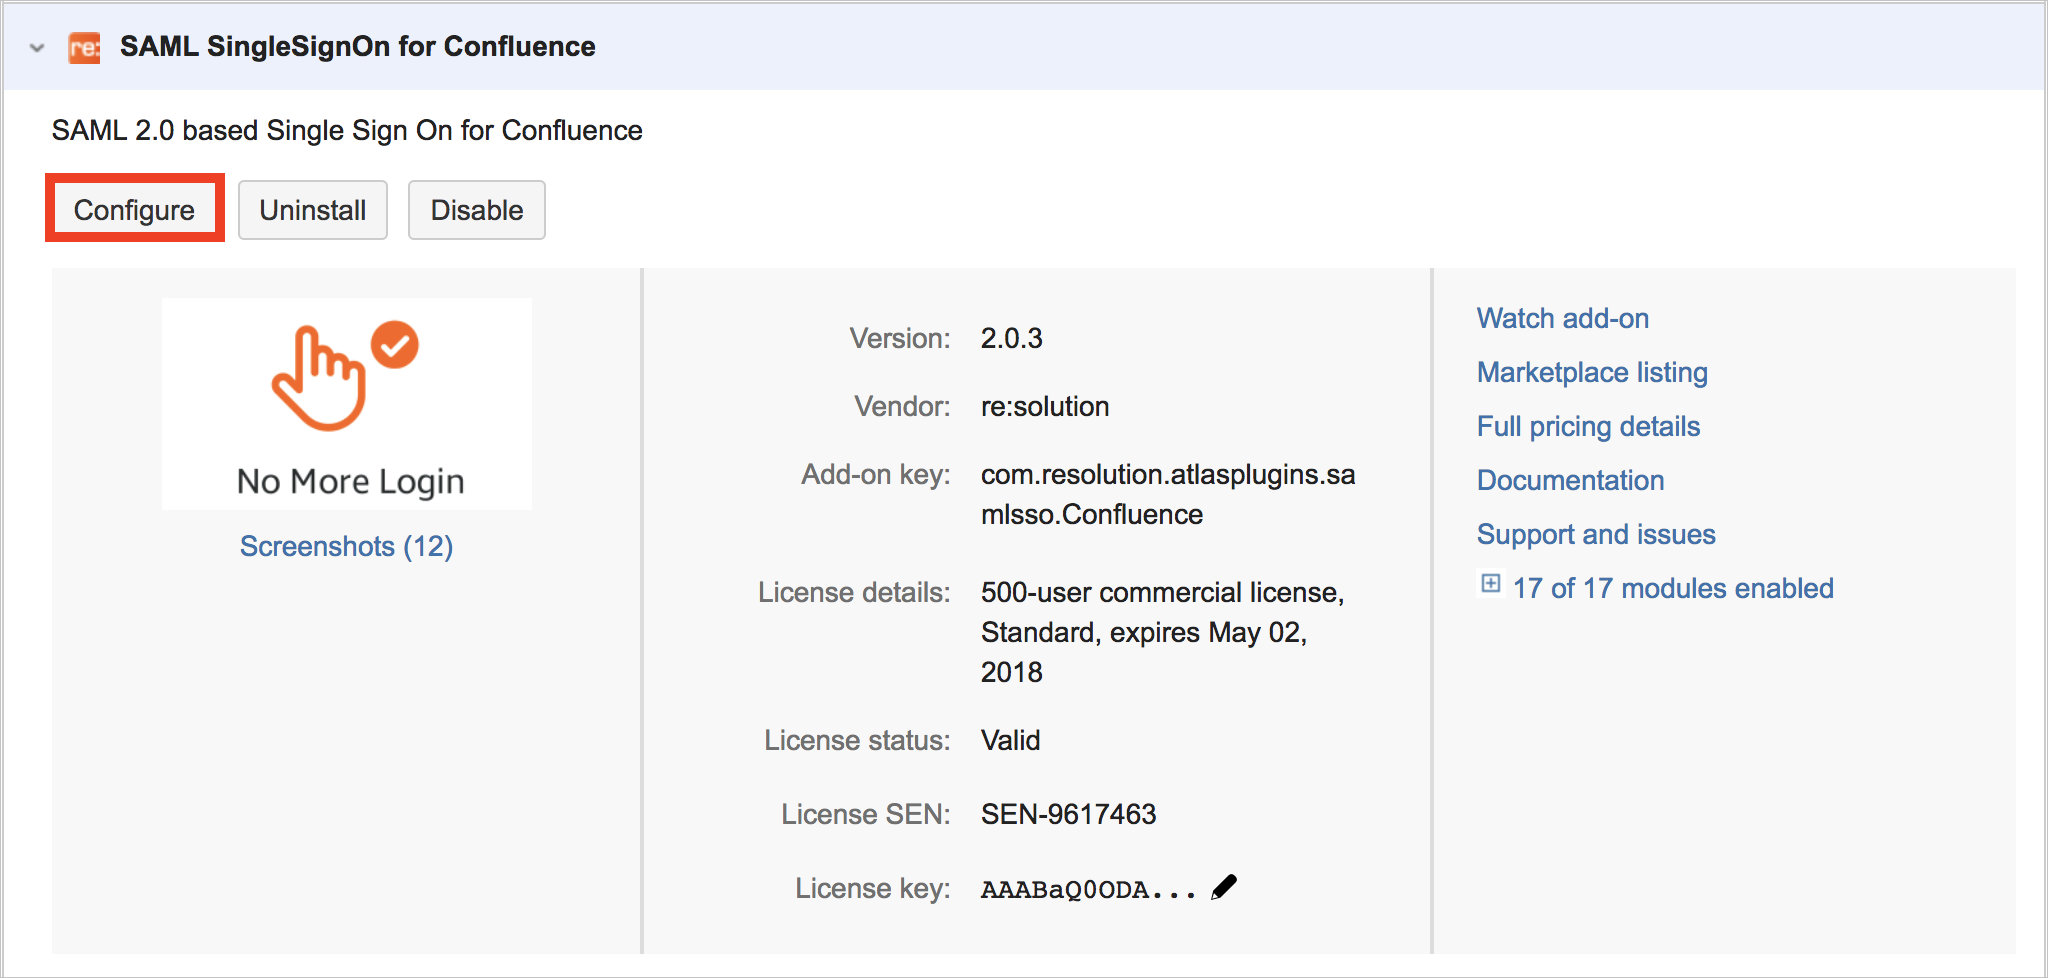 re:
SAML SingleSignOn for Confluence
SAML 2.0 based Single Sign On for Confluence
Configure
Uninstall
Disable
No More Login
Screenshots (12)
Version: 2.0.3
Vendor: re:solution
Add-on key: com.resolution.atlasplugins.sa
mlsso.Confluence
License details: 500-user commercial license,
Standard, expires May 02,
2018
License status: Valid
License SEN: SEN-9617463
License key: AAABaQ0ODA...
Watch add-on
Marketplace listing
Full pricing details
Documentation
Support and issues
17 of 17 modules enabled